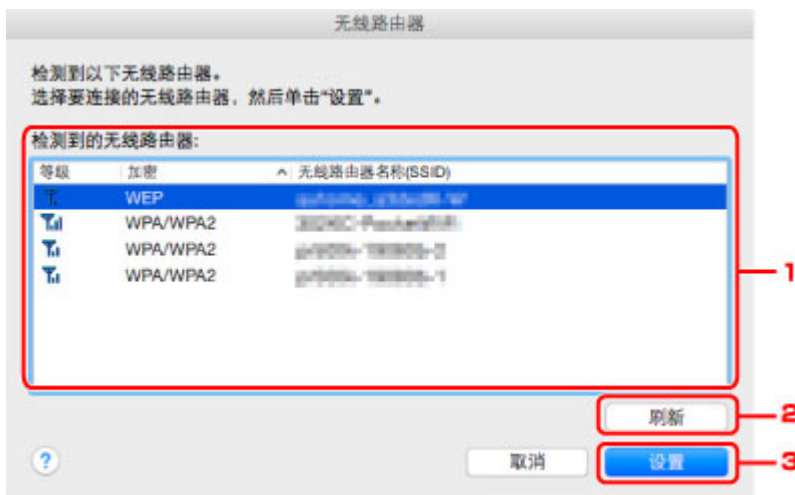 无线路由器
检测到以下无线路由器。
选择要连接的无线路由器，然后单击“设置”。
检测到的无线路由器:
等级 加密 无线路由器名称(SSID)
WEP
WPA/WPA2
WPA/WPA2
WPA/WPA2
1
刷新 2
? 取消 设置 3